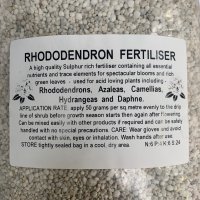 RHODODENDRON FERTILISER
A high quality Sulphur rich fertiliser containing all essential
nutrients and trace elements for spectacular blooms and rich
green leaves - used for acid loving plants including -
Rhododendrons, Azaleas, Camellias,
Hydrangeas and Daphne.
APPLICATION RATE apply 50 grams per sq metre evenly to the drip
line of shrub before growth season starts then again after flowering.
Can be mixed easily with other products if required and can be safely
handled with no special precautions. CARE: Wear gloves and avoid
contact with skin, eyes or inhalation. Wash hands after use.
STORE tightly sealed bag in a cool, dry area.
N:6 P:4 K:6 S:24